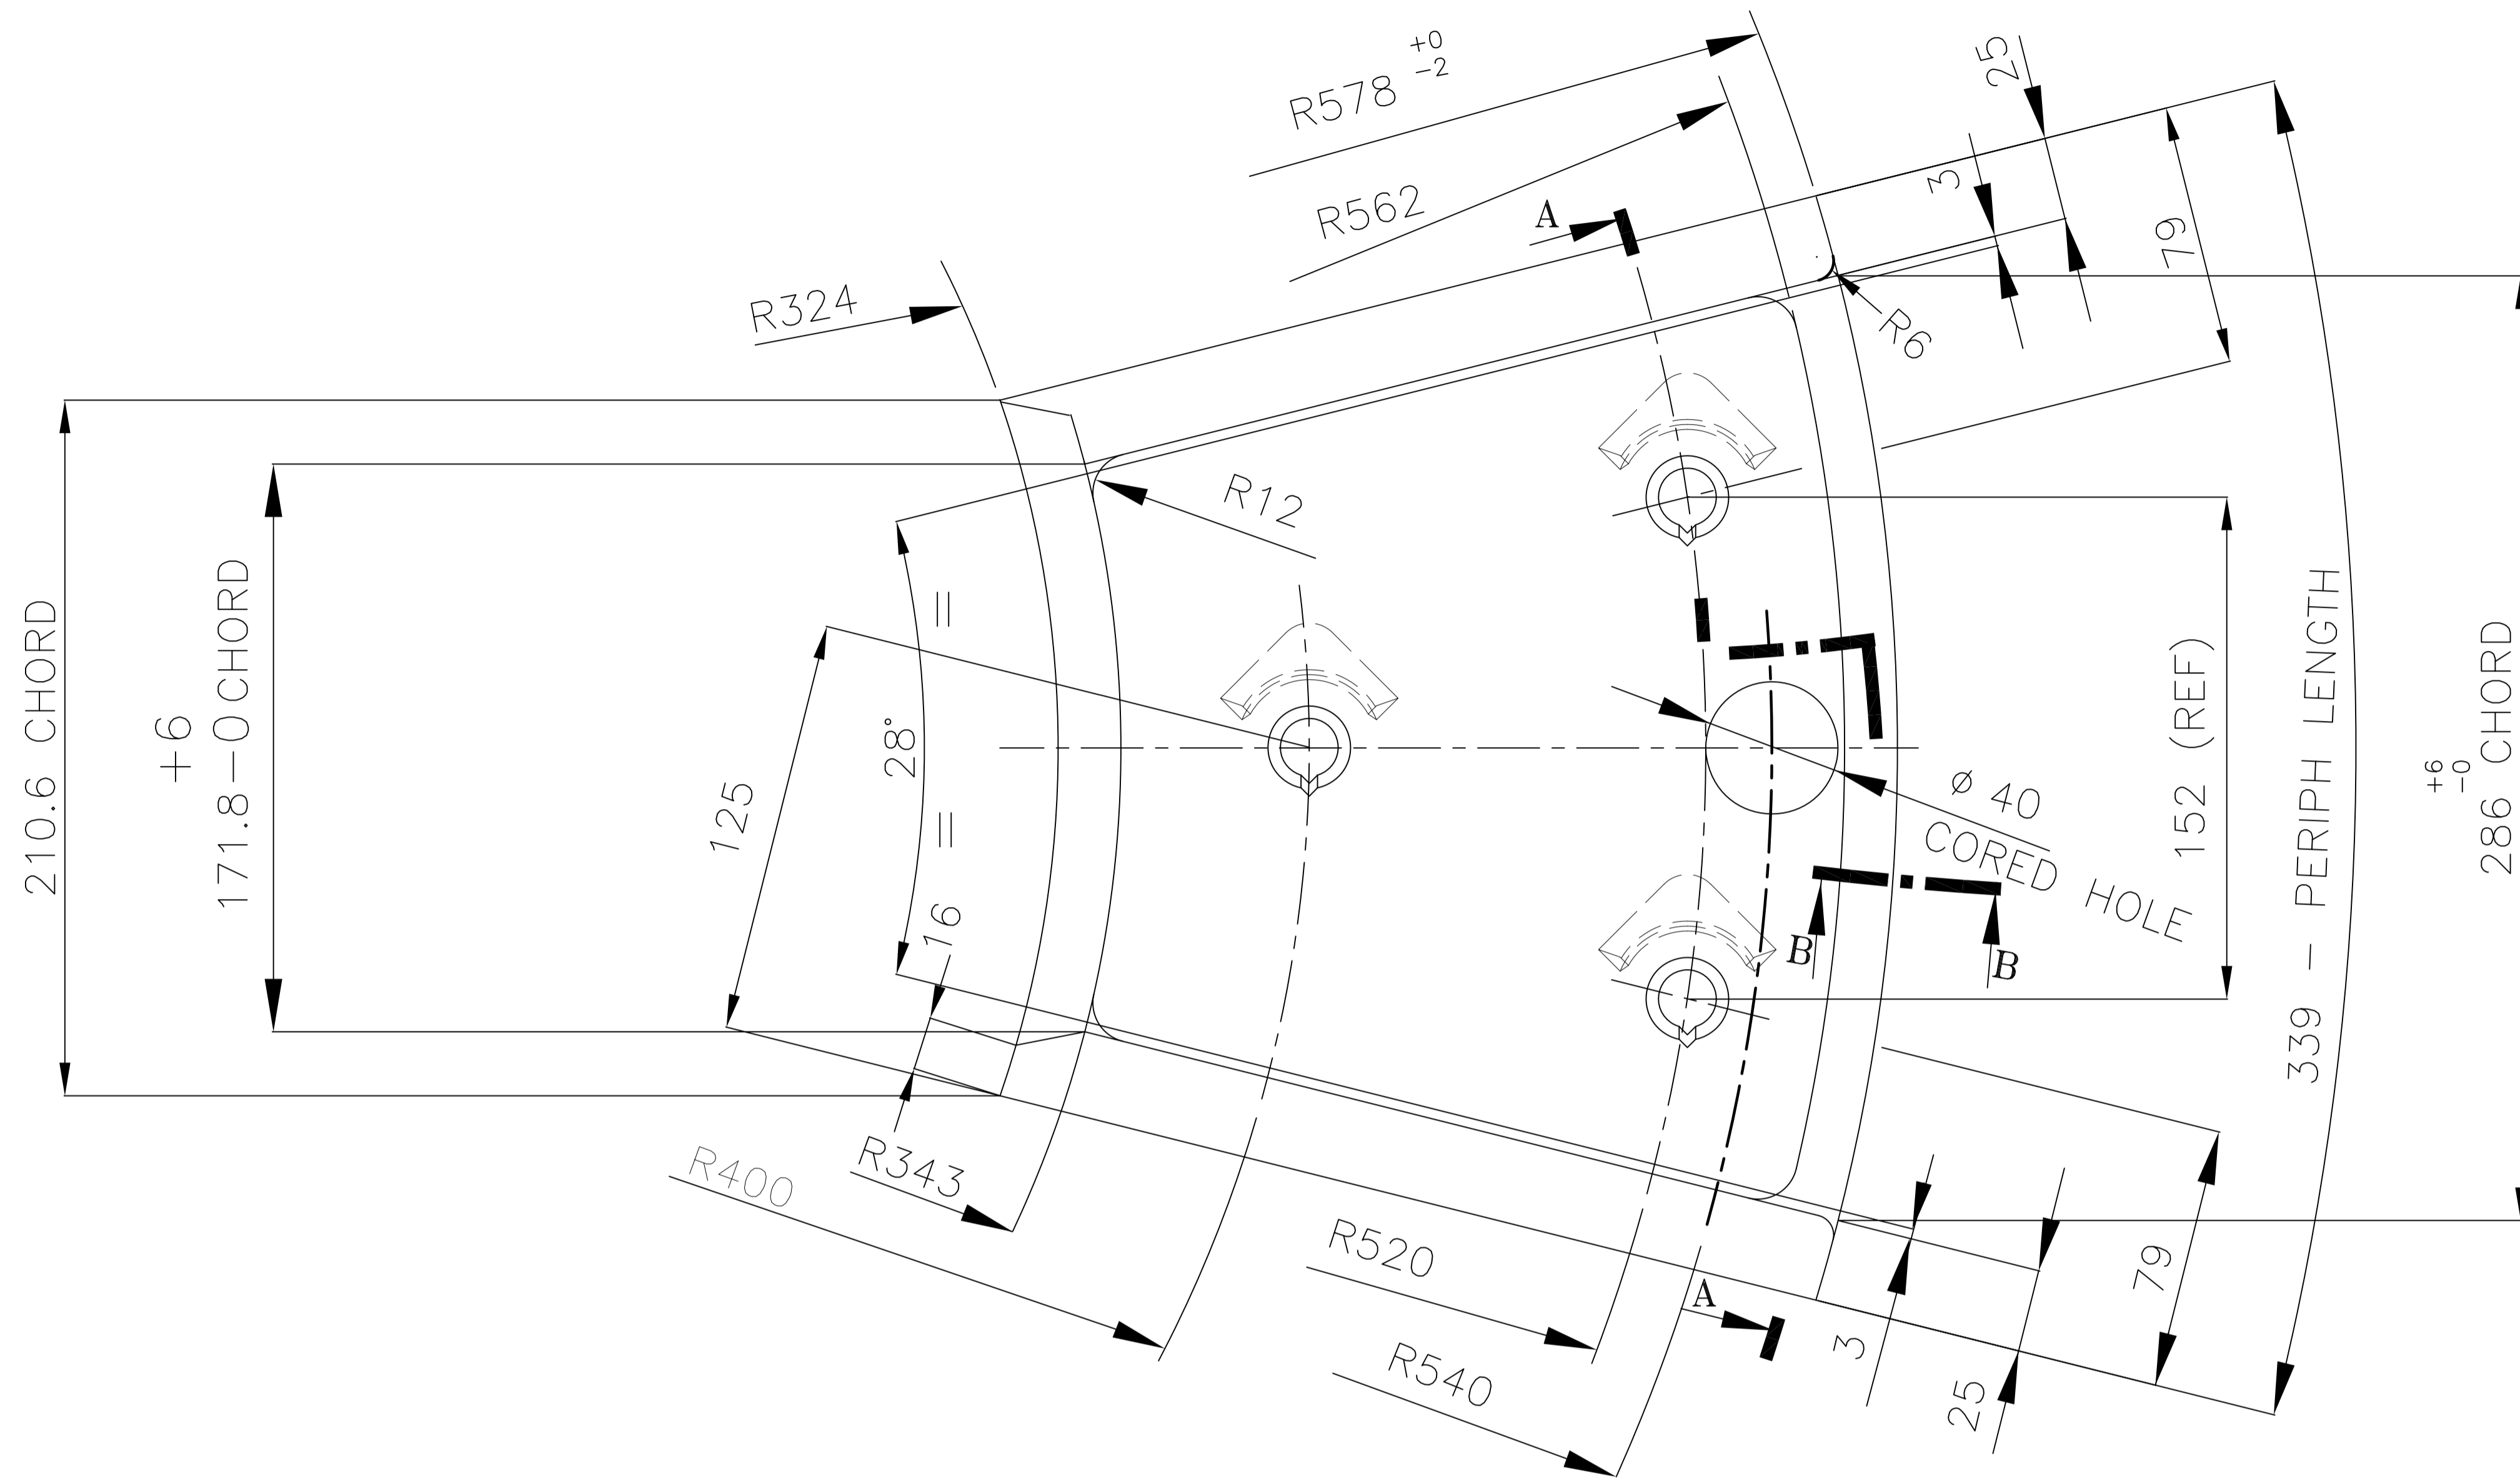 R578 +0 -2
R562
R324
25
3
79
A
R6
R12
210.6 CHORD
+6
171.8-0 CHORD
=
28°
=
125
16
152 (REF)
339 - PERIPH LENGTH
+6
-0
286 CHORD
ø 40
CORED HOLE
B
B
R400
R343
R520
R540
A
3
25
79